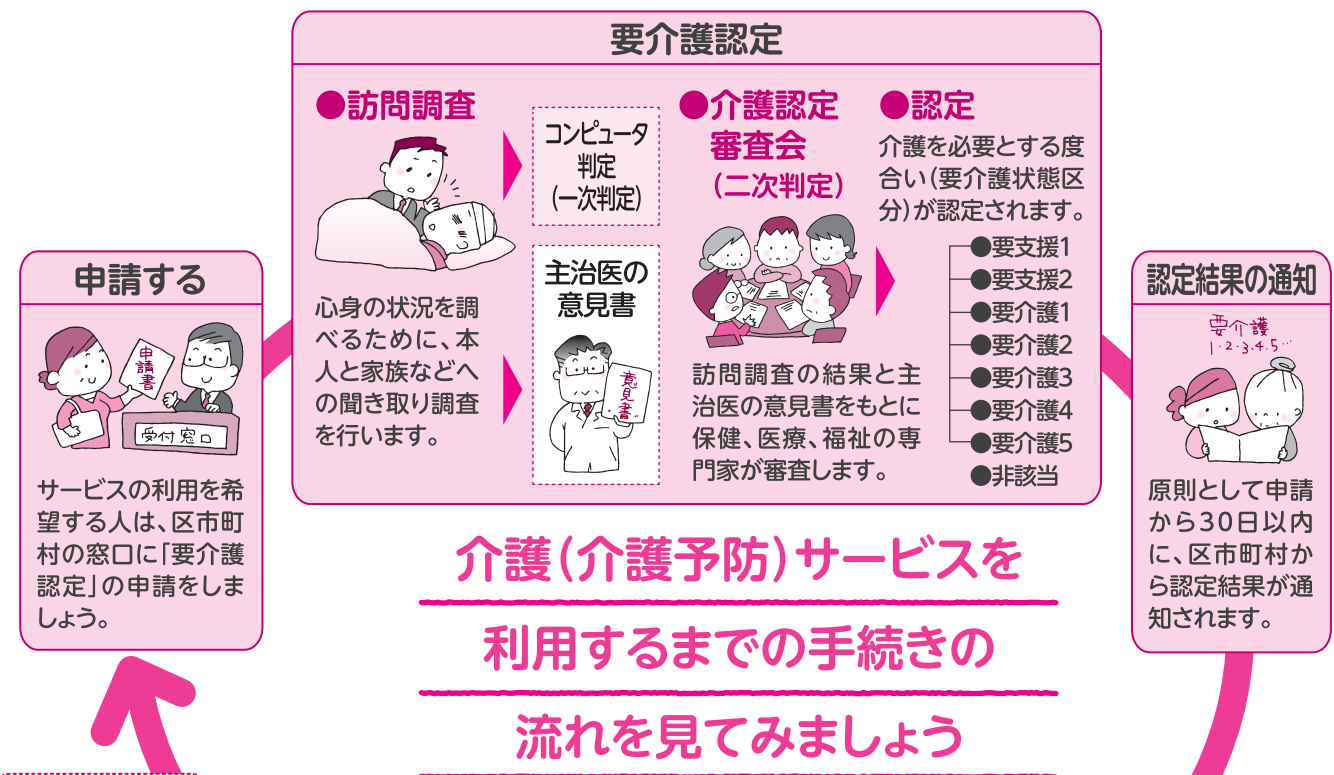 要介護認定
●訪問調査
心身の状況を調
べるために、本
人と家族などへ
の聞き取り調査
を行います。
コンピュータ
判定
(一次判定)
主治医の
意見書
意見書
●介護認定
審査会
(二次判定)
訪問調査の結果と主
治医の意見書をもとに
保健、医療、福祉の専
門家が審査します。
●認定
介護を必要とする度
合い(要介護状態区
分)が認定されます。
●要支援1
●要支援2
●要介護1
●要介護2
●要介護3
●要介護4
●要介護5
●非該当
申請する
申請書
受付窓口
サービスの利用を希
望する人は、区市町
村の窓口に「要介護
認定」の申請をしま
しょう。
認定結果の通知
要介護
1・2・3・4・5…
原則として申請
から30日以内
に、区市町村か
ら認定結果が通
知されます。
介護(介護予防)サービスを
利用するまでの手続きの
流れを見てみましょう